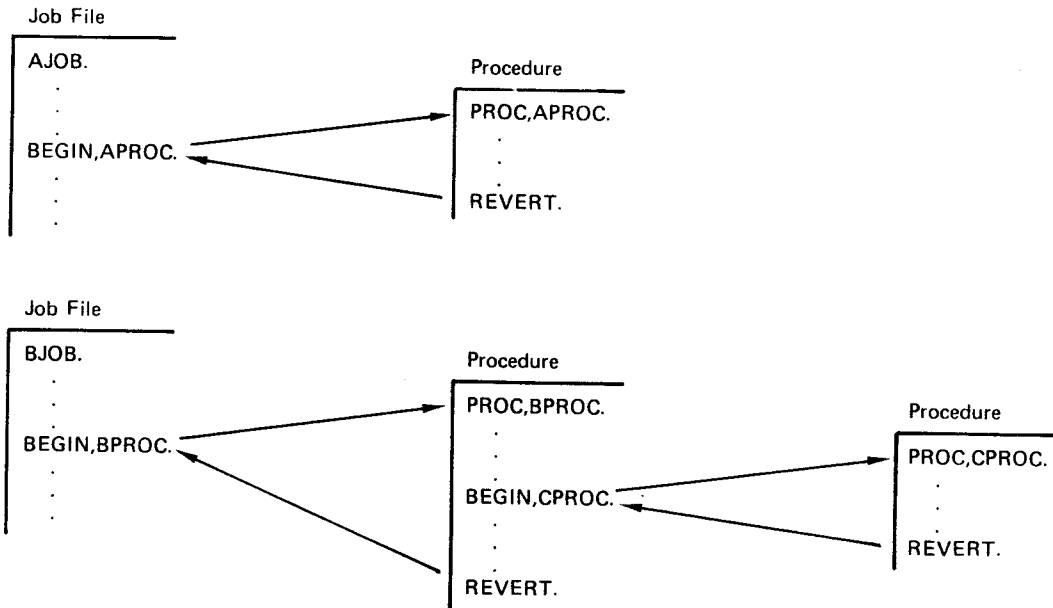 Job File
AJOB.
.
.
.
BEGIN,APROC.
.
.
.
Procedure
PROC,APROC.
.
.
.
REVERT.
Job File
BJOB.
.
.
.
BEGIN,BPROC.
.
.
.
Procedure
PROC,BPROC.
.
.
.
BEGIN,CPROC.
.
.
.
REVERT.
Procedure
PROC,CPROC.
.
.
.
REVERT.